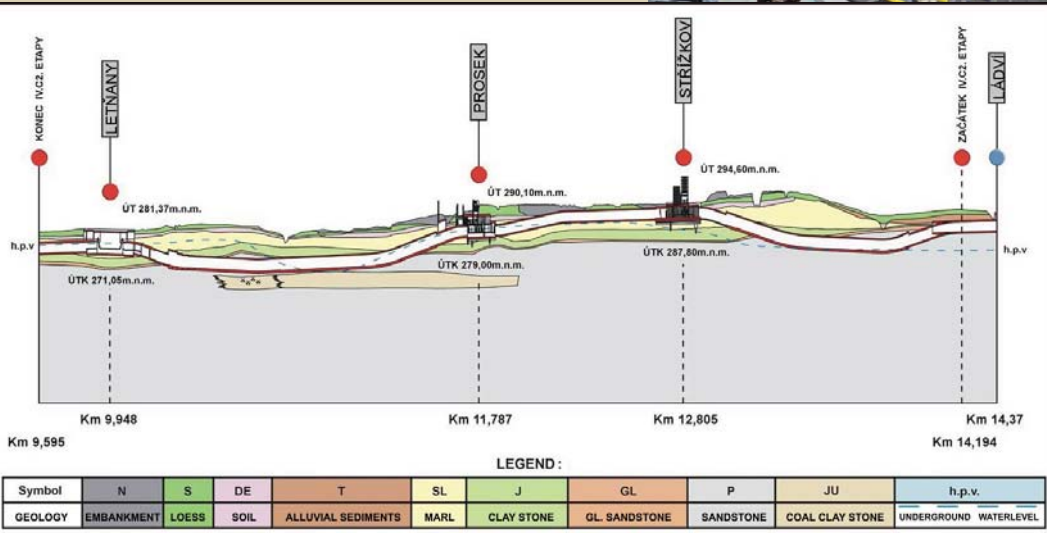 KONEC IV.C2. ETAPY
LETŇANY
PROSEK
STŘÍŽKOV
ZAČÁTEK IV.C2. ETAPY
LÁDVÍ
ÚT 281,37m.n.m.
ÚT 290,10m.n.m.
ÚT 294,60m.n.m.
h.p.v
h.p.v
ÚTK 271,05m.n.m.
ÚTK 279,00m.n.m.
ÚTK 287,80m.n.m.
Km 9,948
Km 11,787
Km 12,805
Km 14,37
Km 9,595
Km 14,194
LEGEND :
Symbol N S DE T SL J GL P JU h.p.v.
GEOLOGY EMBANKMENT LOESS SOIL ALLUVIAL SEDIMENTS MARL CLAY STONE GL. SANDSTONE SANDSTONE COAL CLAY STONE UNDERGROUND WATERLEVEL